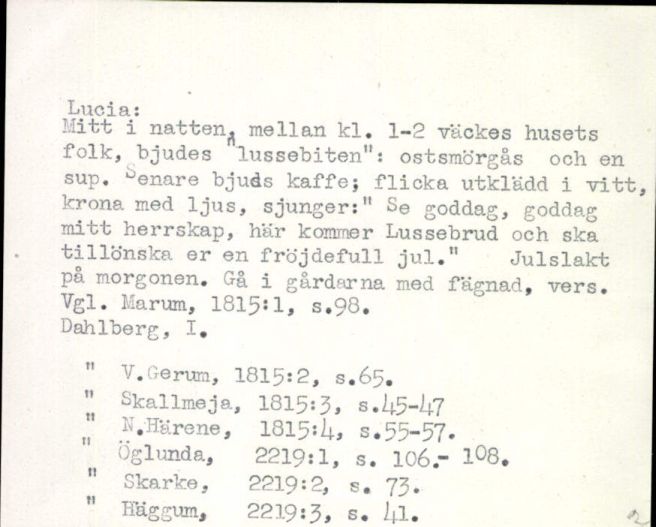 Lucia:
Mitt i natten, mellan kl. 1-2 väckes husets
folk, bjudes "lussebiten": ostsmörgås och en
sup. Senare bjuds kaffe; flicka utklädd i vitt,
krona med ljus, sjunger:" Se goddag, goddag
mitt herrskap, här kommer Lussebrud och ska
tillönska er en fröjdefull jul." Julslakt
på morgonen. Gå i gårdarna med fägnad, vers.
Vgl. Marum, 1815:1, s.98.
Dahlberg, I.
" V.Gerum, 1815:2, s.65.
" Skallmeja, 1815:3, s.45-47
" N.Härene, 1815:4, s.55-57.
" Öglunda, 2219:1, s. 106.- 108.
" Skarke, 2219:2, s. 73.
" Häggum, 2219:3, s. 41.